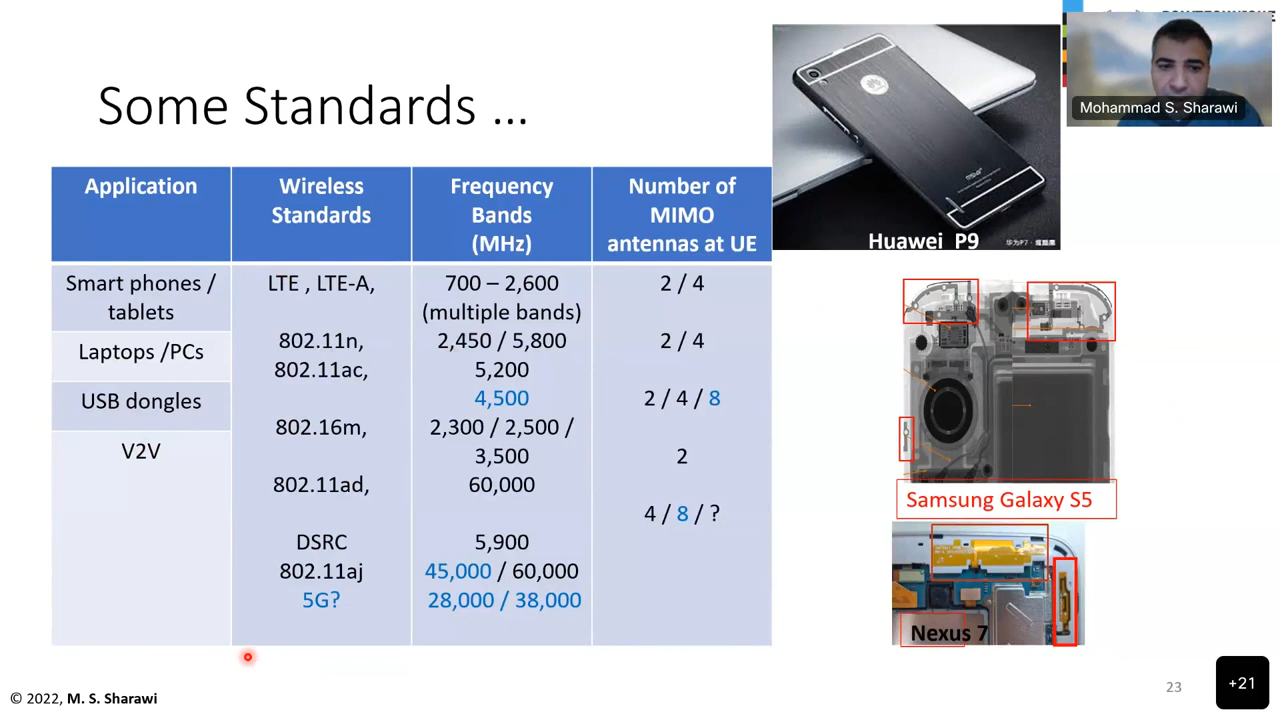 Some Standards ...
Mohammad S. Sharawi
Application
Wireless
Standards
Frequency
Bands
(MHz)
Number of
MIMO
antennas at UE
Smart phones /
tablets
Laptops /PCs
USB dongles
V2V
LTE , LTE-A,
802.11n,
802.11ac,
802.16m,
802.11ad,
DSRC
802.11aj
5G?
700 – 2,600
(multiple bands)
2,450 / 5,800
5,200
4,500
2,300 / 2,500 /
3,500
60,000
5,900
45,000 / 60,000
28,000 / 38,000
2 / 4
2 / 4
2 / 4 / 8
2
4 / 8 / ?
Huawei P9
Samsung Galaxy S5
Nexus 7
© 2022, M. S. Sharawi
23
+21